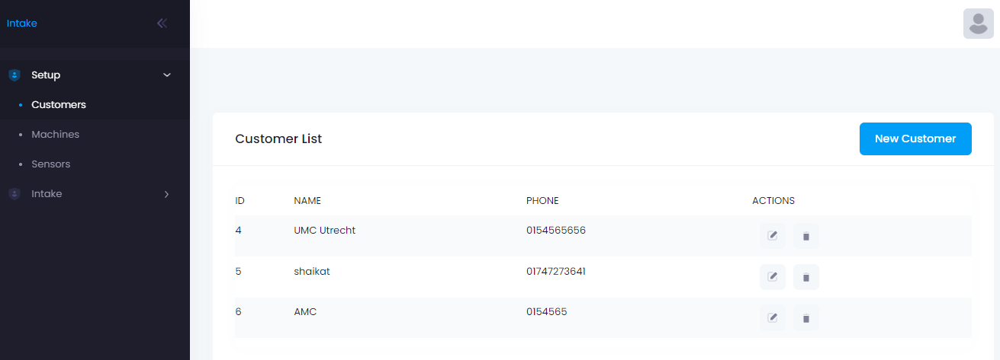 Intake
Setup
Customers
Machines
Sensors
Intake
Customer List
New Customer
ID NAME PHONE ACTIONS
4 UMC Utrecht 0154565656
5 shaikat 01747273641
6 AMC 0154565